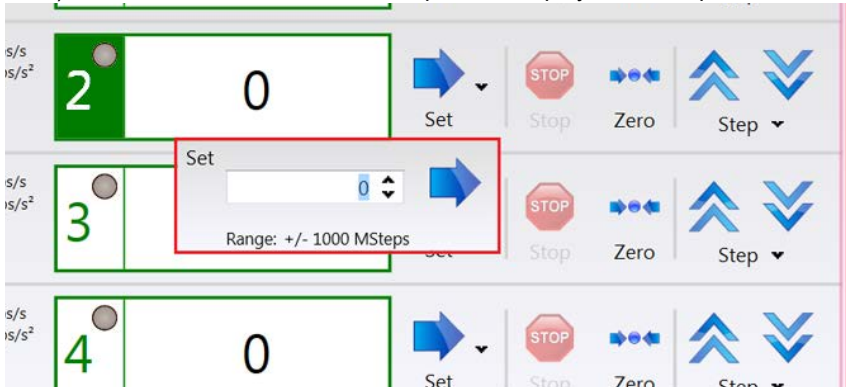 s/s
s/s²
2
0
Set
STOP
Stop
Zero
Step
Set
0
Range: +/- 1000 MSteps
s/s
s/s²
3
STOP
Stop
Zero
Step
s/s
s/s²
4
0
Set
STOP
Stop
Zero
Step